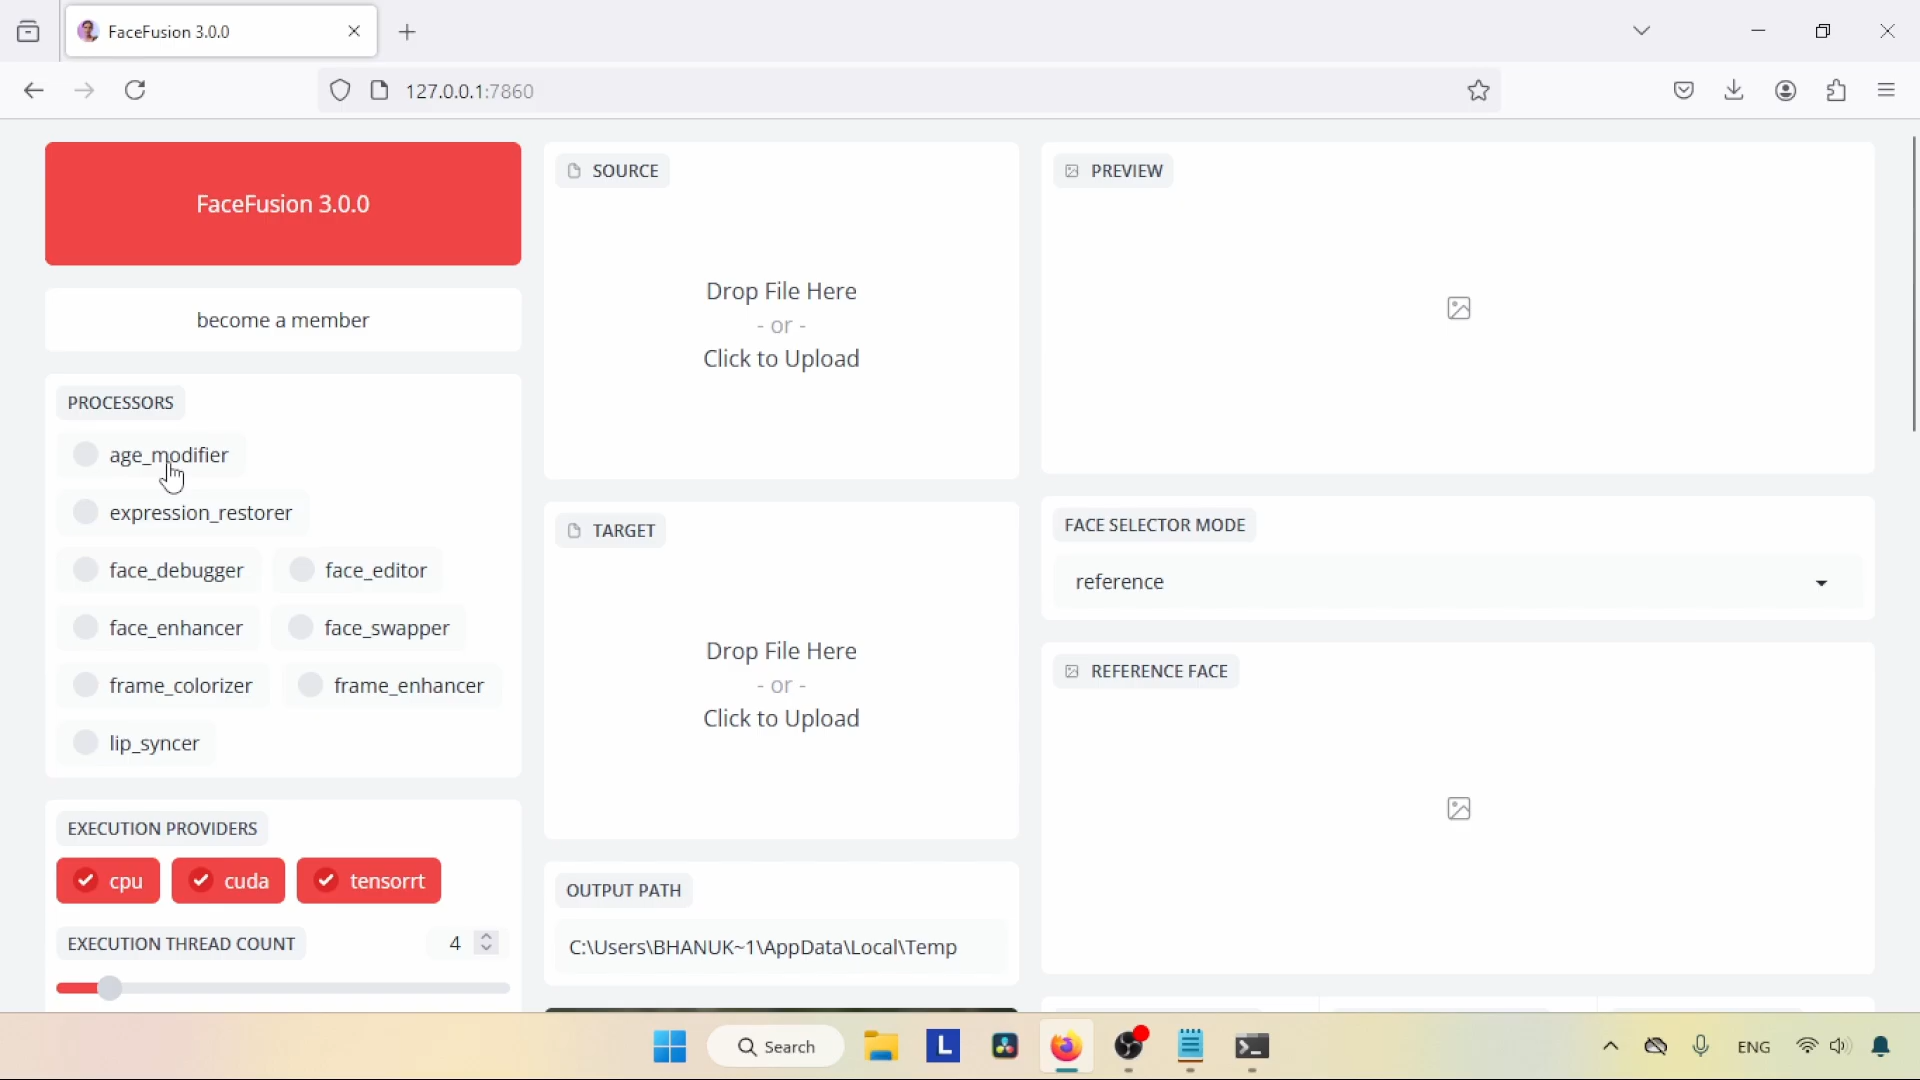 FaceFusion 3.0.0
127.0.0.1:7860
FaceFusion 3.0.0
become a member
PROCESSORS
age_modifier
expression_restorer
face_debugger
face_editor
face_enhancer
face_swapper
frame_colorizer
frame_enhancer
lip_syncer
EXECUTION PROVIDERS
cpu
cuda
tensorrt
EXECUTION THREAD COUNT
4
SOURCE
Drop File Here
- or -
Click to Upload
TARGET
Drop File Here
- or -
Click to Upload
OUTPUT PATH
C:\Users\BHANUK~1\AppData\Local\Temp
PREVIEW
FACE SELECTOR MODE
reference
REFERENCE FACE
L
Search
ENG